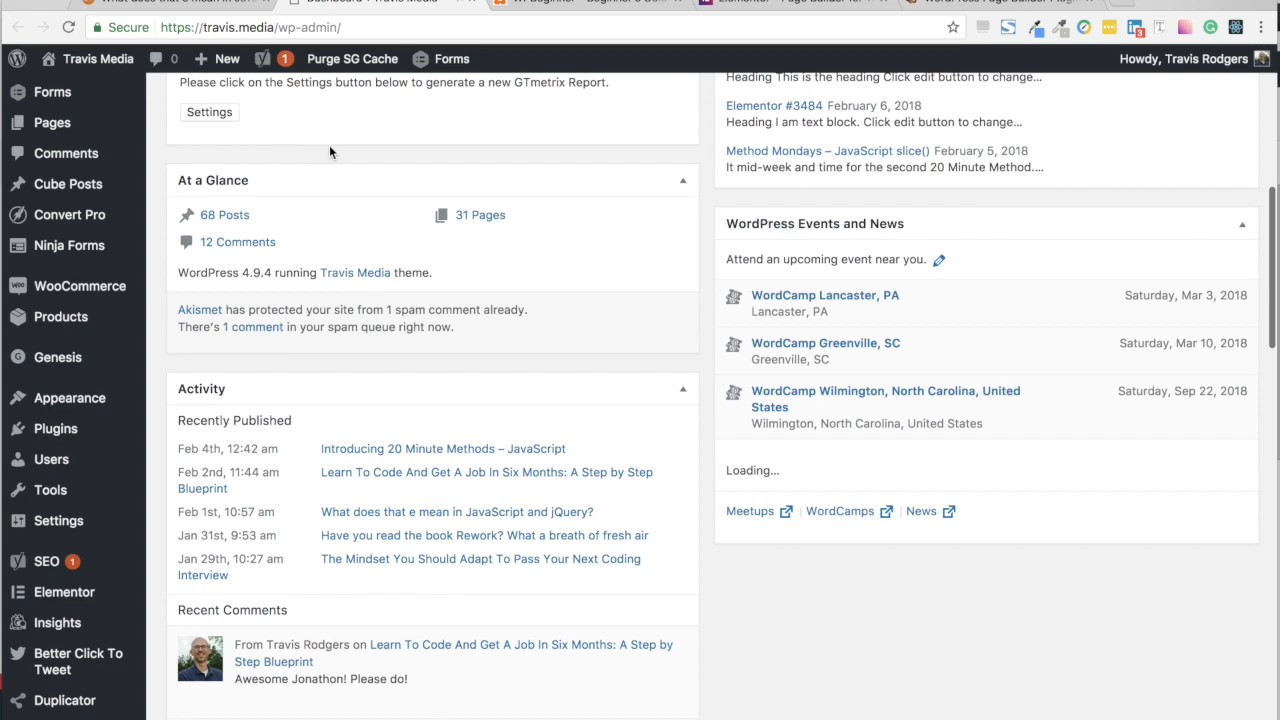 Secure https://travis.media/wp-admin/
3
Travis Media 0 New 1 Purge SG Cache Forms Howdy, Travis Rodgers
Forms
Pages
Comments
Cube Posts
Convert Pro
Ninja Forms
WooCommerce
Products
Genesis
Appearance
Plugins
Users
Tools
Settings
SEO 1
Elementor
Insights
Better Click To
Tweet
Duplicator
Please click on the Settings button below to generate a new GTmetrix Report.
Settings
At a Glance
68 Posts 31 Pages
12 Comments
WordPress 4.9.4 running Travis Media theme.
Akismet has protected your site from 1 spam comment already.
There's 1 comment in your spam queue right now.
Activity
Recently Published
Feb 4th, 12:42 am Introducing 20 Minute Methods – JavaScript
Feb 2nd, 11:44 am Learn To Code And Get A Job In Six Months: A Step by Step
Blueprint
Feb 1st, 10:57 am What does that e mean in JavaScript and jQuery?
Jan 31st, 9:53 am Have you read the book Rework? What a breath of fresh air
Jan 29th, 10:27 am The Mindset You Should Adapt To Pass Your Next Coding
Interview
Recent Comments
From Travis Rodgers on Learn To Code And Get A Job In Six Months: A Step by
Step Blueprint
Awesome Jonathon! Please do!
Heading This is the heading Click edit button to change...
Elementor #3484 February 6, 2018
Heading I am text block. Click edit button to change...
Method Mondays – JavaScript slice() February 5, 2018
It mid-week and time for the second 20 Minute Method....
WordPress Events and News
Attend an upcoming event near you.
WordCamp Lancaster, PA Saturday, Mar 3, 2018
Lancaster, PA
WordCamp Greenville, SC Saturday, Mar 10, 2018
Greenville, SC
WordCamp Wilmington, North Carolina, United Saturday, Sep 22, 2018
States
Wilmington, North Carolina, United States
Loading...
Meetups | WordCamps | News